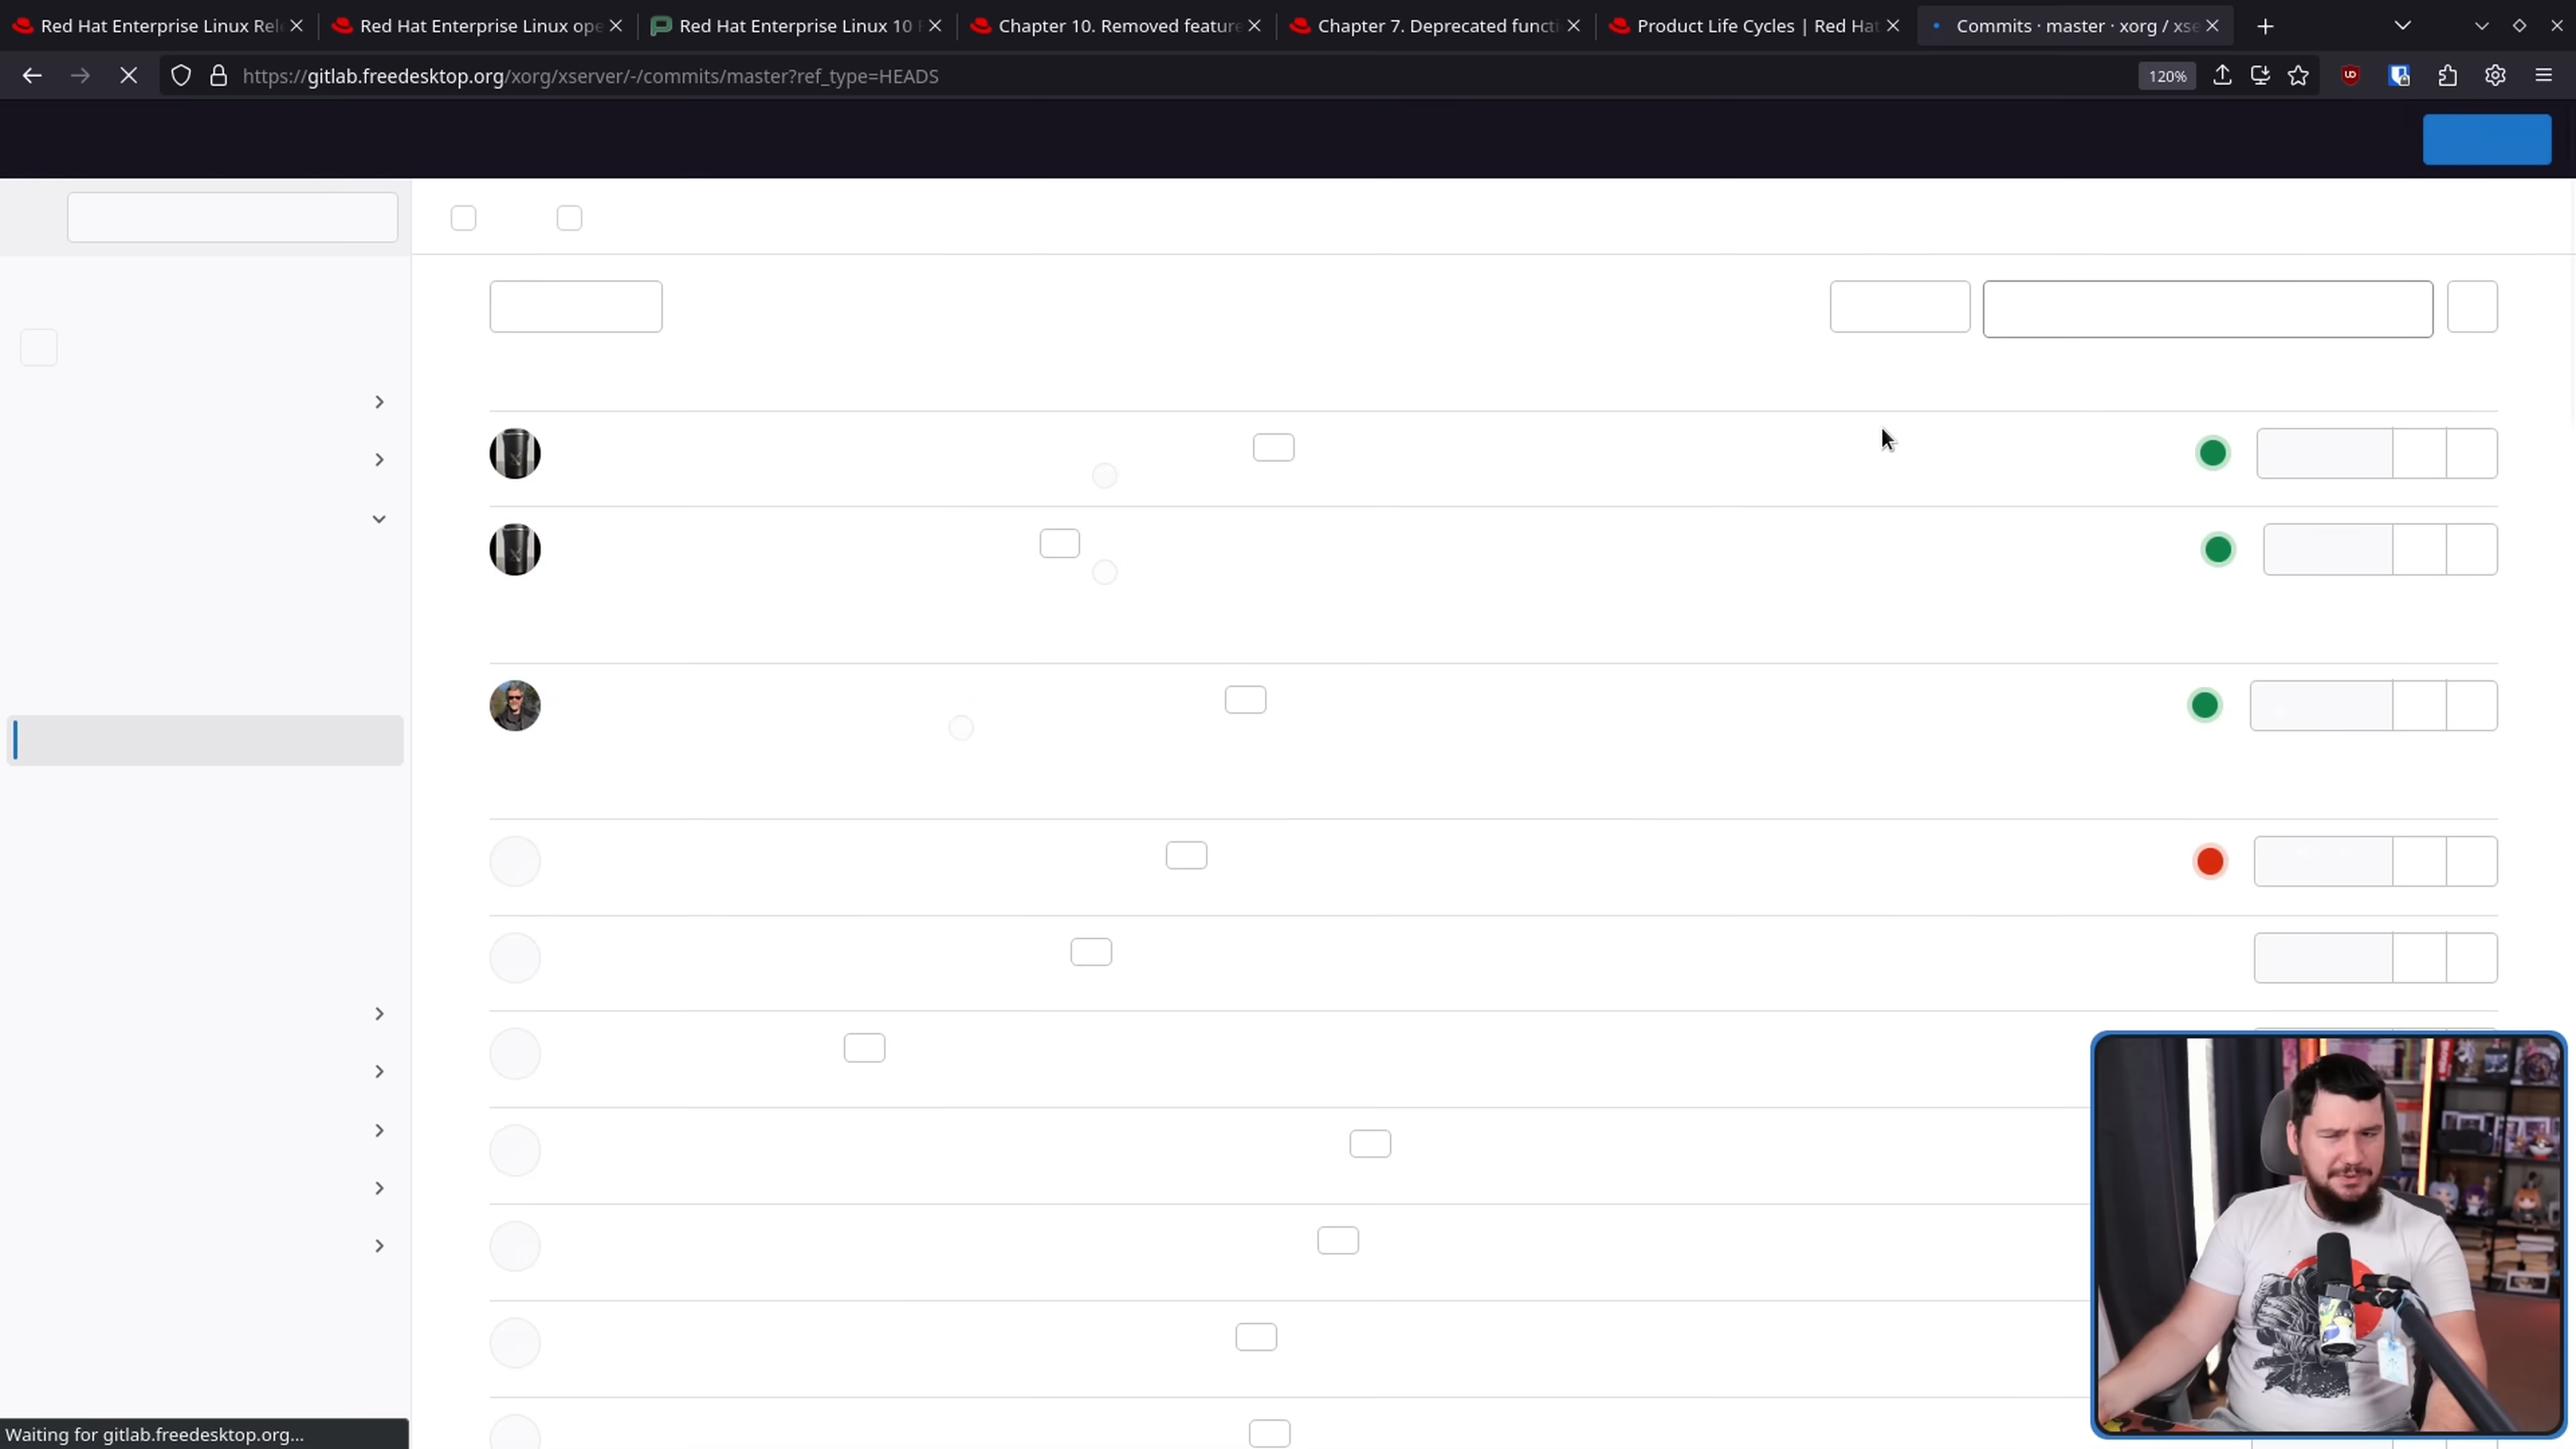 Red Hat Enterprise Linux Rel
Red Hat Enterprise Linux ope
Red Hat Enterprise Linux 10
Chapter 10. Removed feature
Chapter 7. Deprecated functi
Product Life Cycles | Red Hat
Commits · master · xorg / xse
https://gitlab.freedesktop.org/xorg/xserver/-/commits/master?ref_type=HEADS
120%
Waiting for gitlab.freedesktop.org...